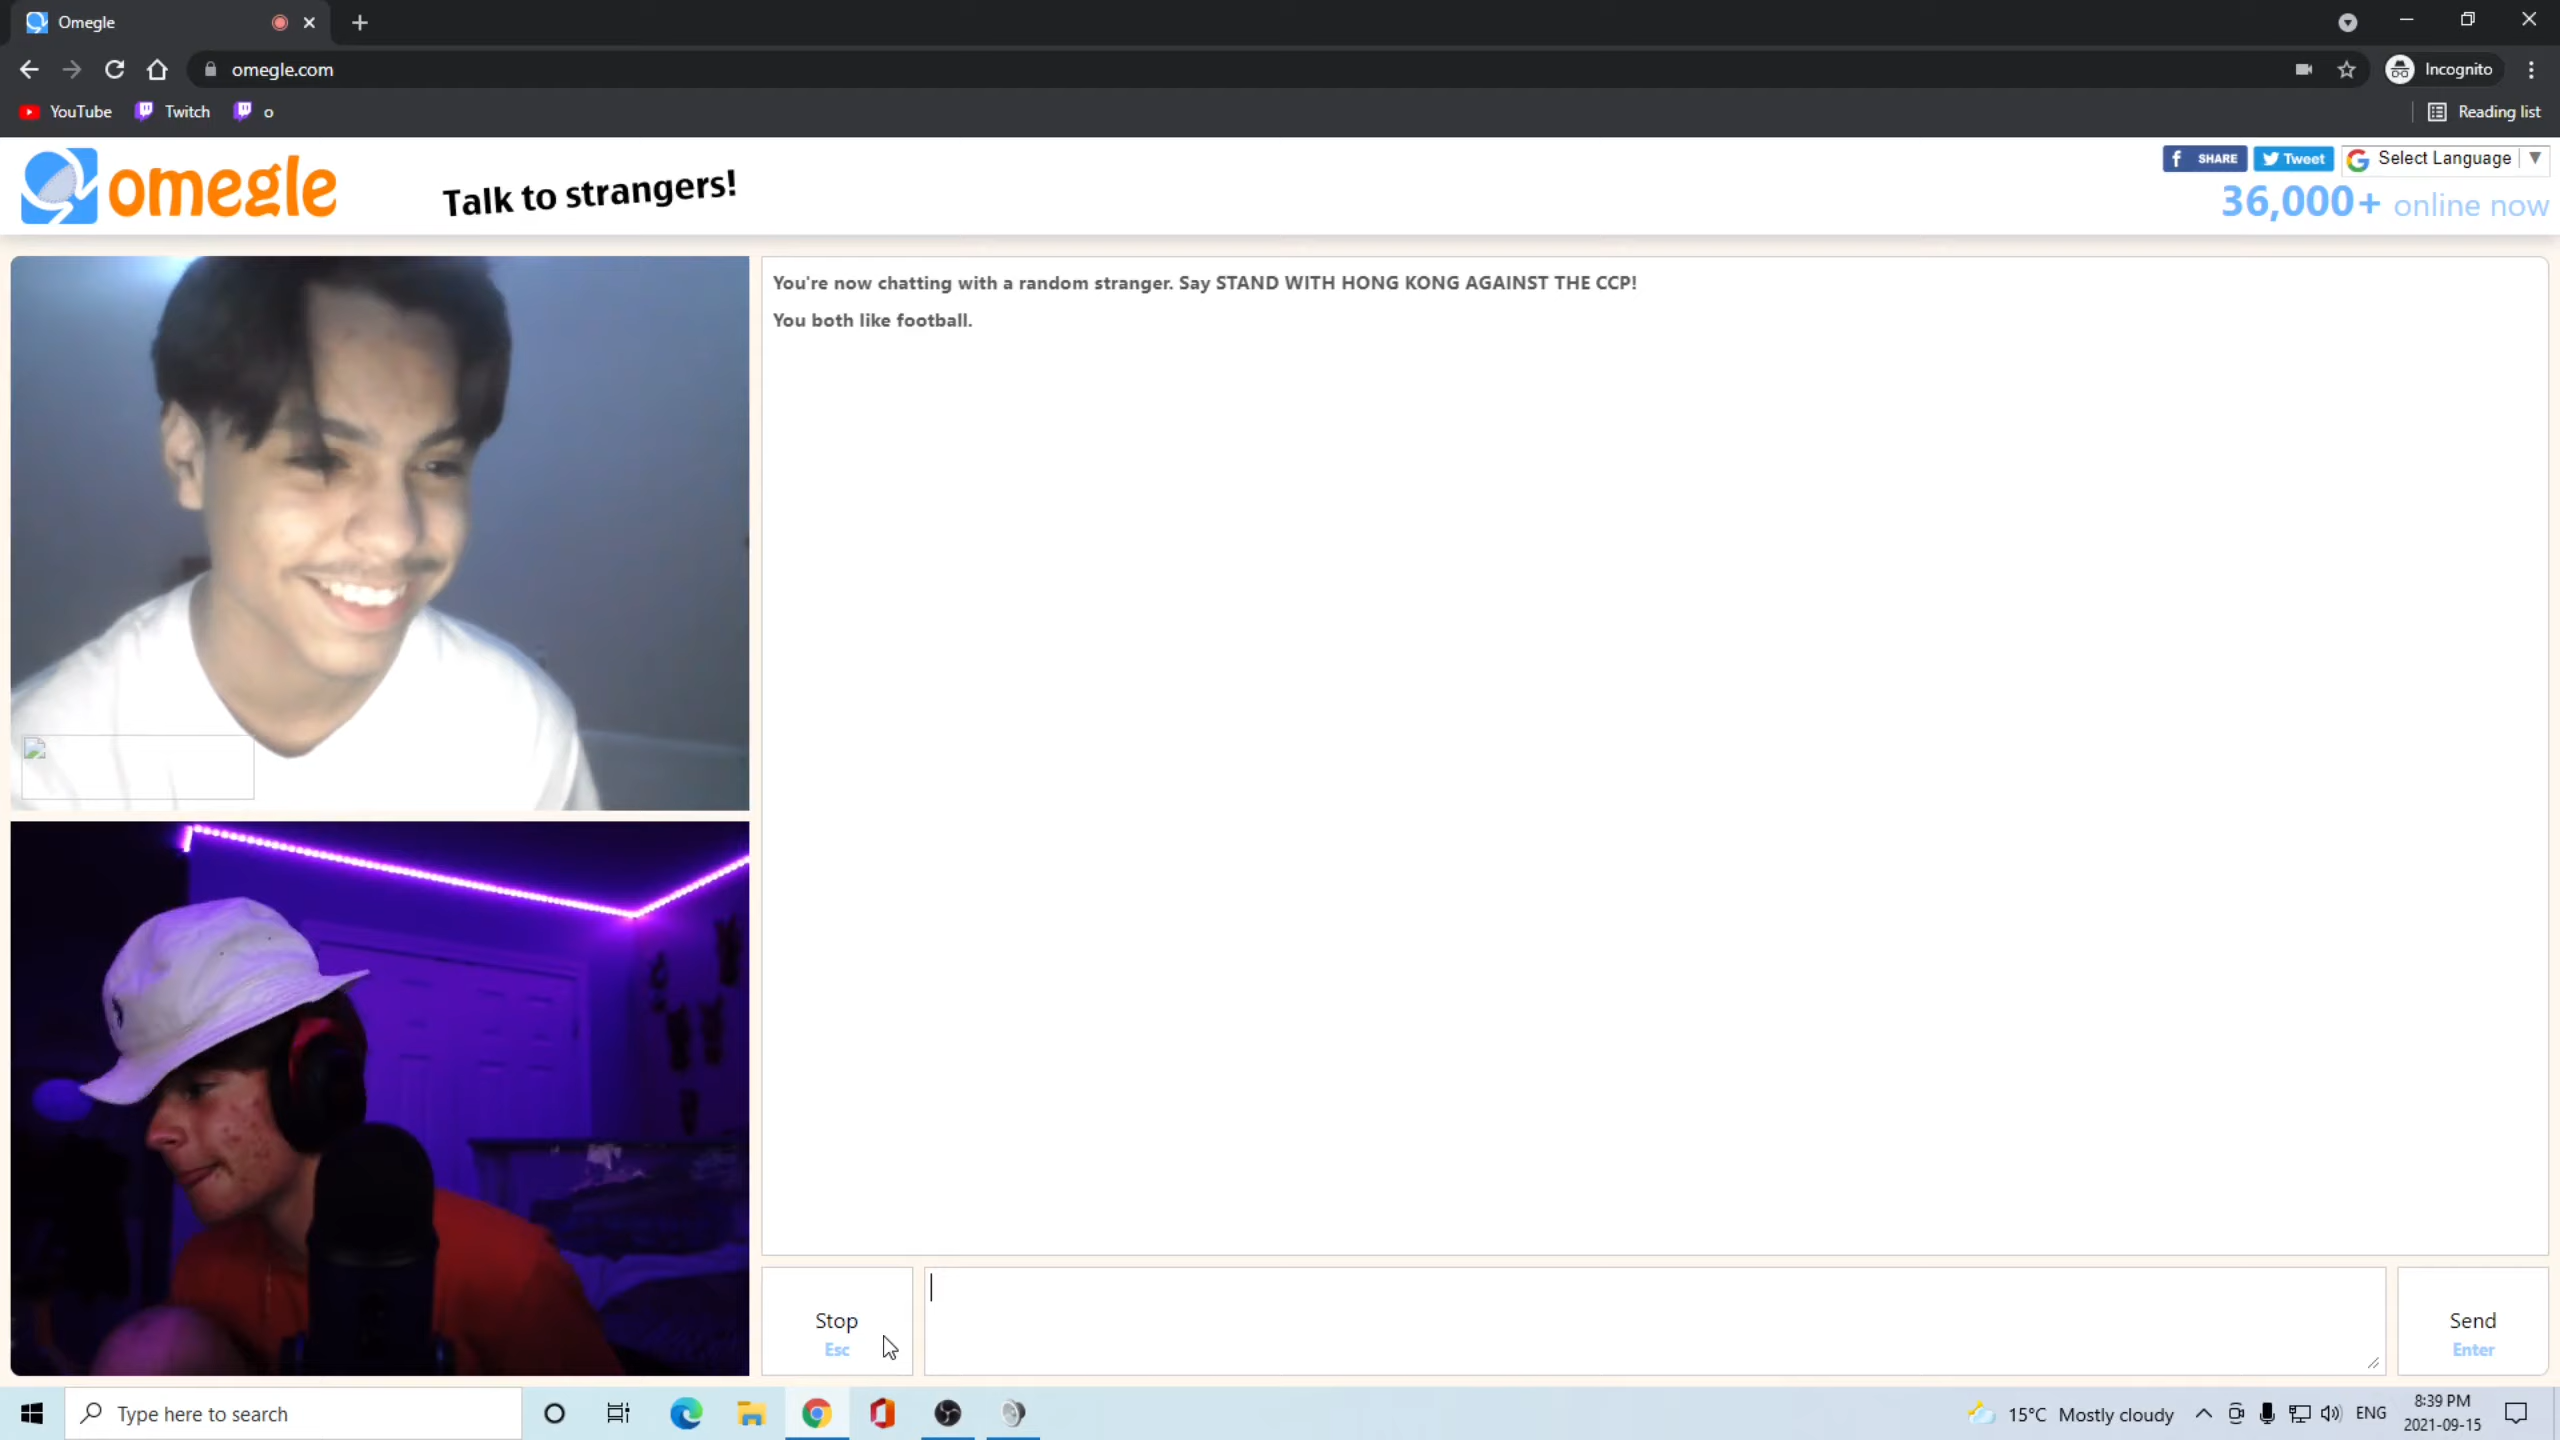 Omegle
omegle.com
Incognito
YouTube
Twitch
o
Reading list
omegle
Talk to strangers!
f SHARE
Tweet
G Select Language ▼
36,000+ online now
You're now chatting with a random stranger. Say STAND WITH HONG KONG AGAINST THE CCP!
You both like football.
Stop
Esc
Send
Enter
Type here to search
15°C Mostly cloudy
ENG
8:39 PM
2021-09-15